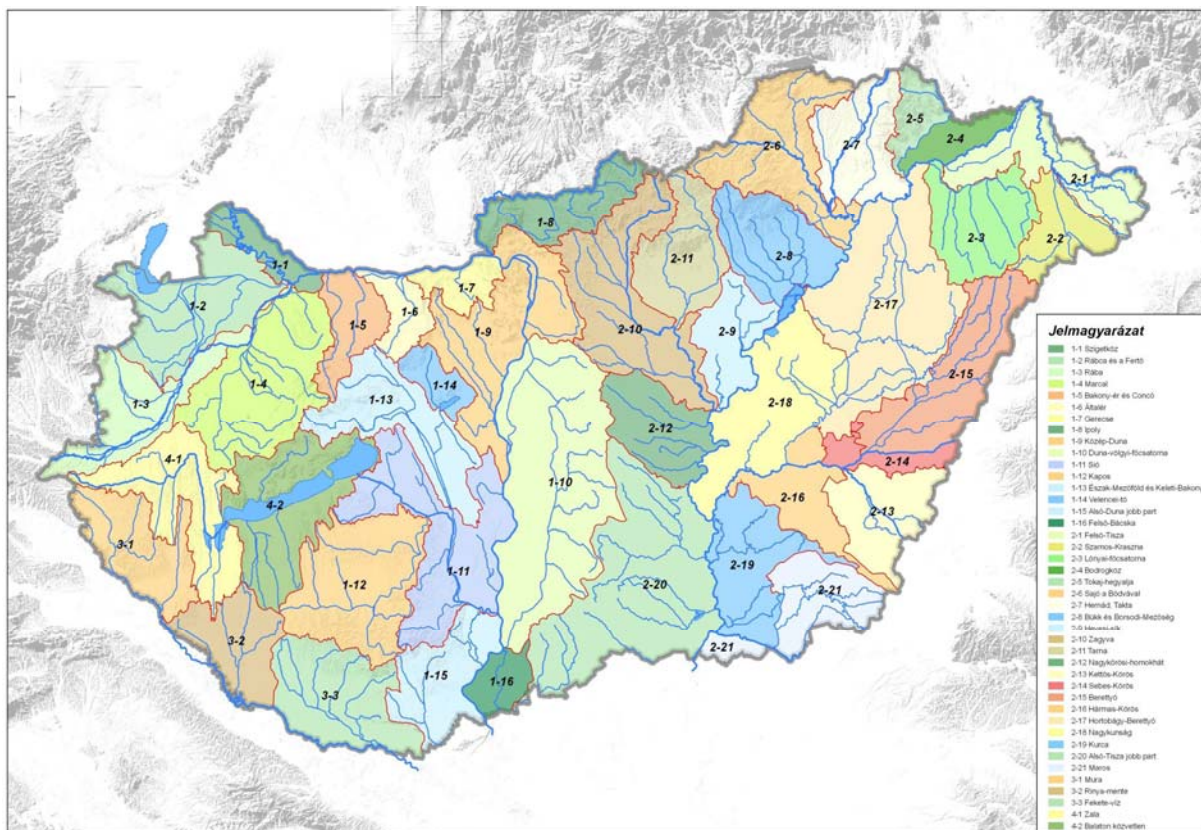 2-5
2-4
2-6
2-7
2-1
1-8
2-3
2-2
1-1
2-11
2-8
1-2
1-7
1-6
2-17
1-5
1-9
2-10
2-9
1-4
1-14
1-3
1-13
2-15
2-18
2-12
4-1
2-14
1-10
4-2
2-16
2-13
3-1
2-19
1-11
1-12
2-20
2-21
3-2
2-21
1-15
1-16
3-3
Jelmagyarázat
1-1 Szigetköz
1-2 Rábca és a Fertő
1-3 Rába
1-4 Marcal
1-5 Bakony-ér és Concó
1-6 Általér
1-7 Gerecse
1-8 Ipoly
1-9 Közép-Duna
1-10 Duna-völgyi-főcsatorna
1-11 Sió
1-12 Kapos
1-13 Észak-Mezőföld és Keleti-Bakony
1-14 Velencei-tó
1-15 Alsó-Duna jobb part
1-16 Felső-Bácska
2-1 Felső-Tisza
2-2 Szamos-Kraszna
2-3 Lónyai-főcsatorna
2-4 Bodrogköz
2-5 Tokaj-hegyalja
2-6 Sajó a Bódvával
2-7 Hernád, Takta
2-8 Bükk és Borsodi-Mezőség
2-9 Hevesi-sík
2-10 Zagyva
2-11 Tarna
2-12 Nagykőrösi-homokhát
2-13 Kettős-Körös
2-14 Sebes-Körös
2-15 Berettyó
2-16 Hármas-Körös
2-17 Hortobágy-Berettyó
2-18 Nagykunság
2-19 Kurca
2-20 Alsó-Tisza jobb part
2-21 Maros
3-1 Mura
3-2 Rinya-mente
3-3 Fekete-víz
4-1 Zala
4-2 Balaton közvetlen